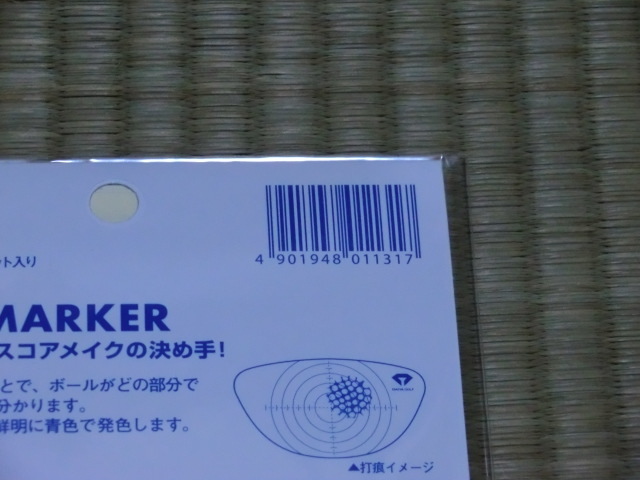 4 901948 011317
ット入り
MARKER
スコアメイクの決め手！
とで、ボールがどの部分で
分かります。
鮮明に青色で発色します。
▲打痕イメージ